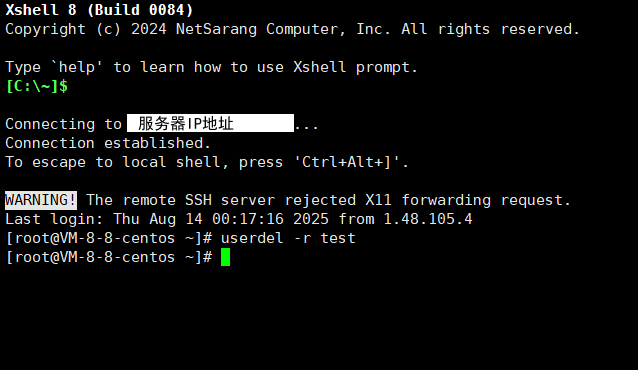 Xshell 8 (Build 0084)
Copyright (c) 2024 NetSarang Computer, Inc. All rights reserved.
Type `help' to learn how to use Xshell prompt.
[C:\~]$
Connecting to 服务器IP地址...
Connection established.
To escape to local shell, press 'Ctrl+Alt+]'.
WARNING! The remote SSH server rejected X11 forwarding request.
Last login: Thu Aug 14 00:17:16 2025 from 1.48.105.4
[root@VM-8-8-centos ~]# userdel -r test
[root@VM-8-8-centos ~]#